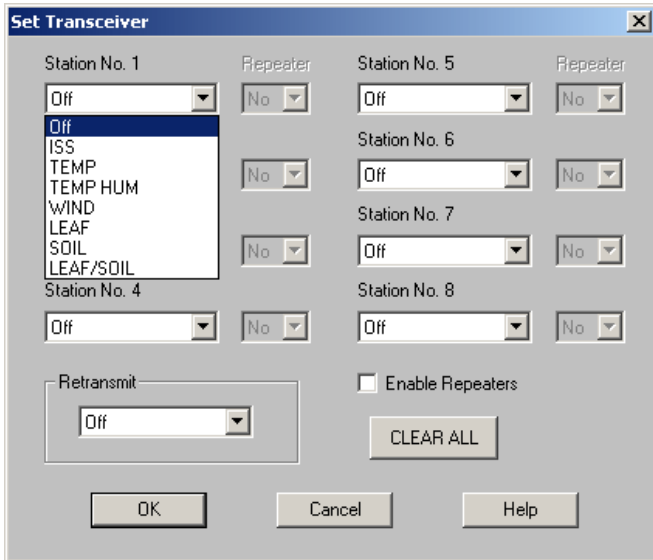 Set Transceiver
Station No. 1 Repeater Station No. 5 Repeater
Off No Off No
Off
ISS
TEMP
TEMP HUM
WIND
LEAF
SOIL
LEAF/SOIL
Station No. 6
No Off No
Station No. 7
No Off No
Station No. 4 Station No. 8
Off No Off No
Retransmit
Off
Enable Repeaters
CLEAR ALL
OK Cancel Help